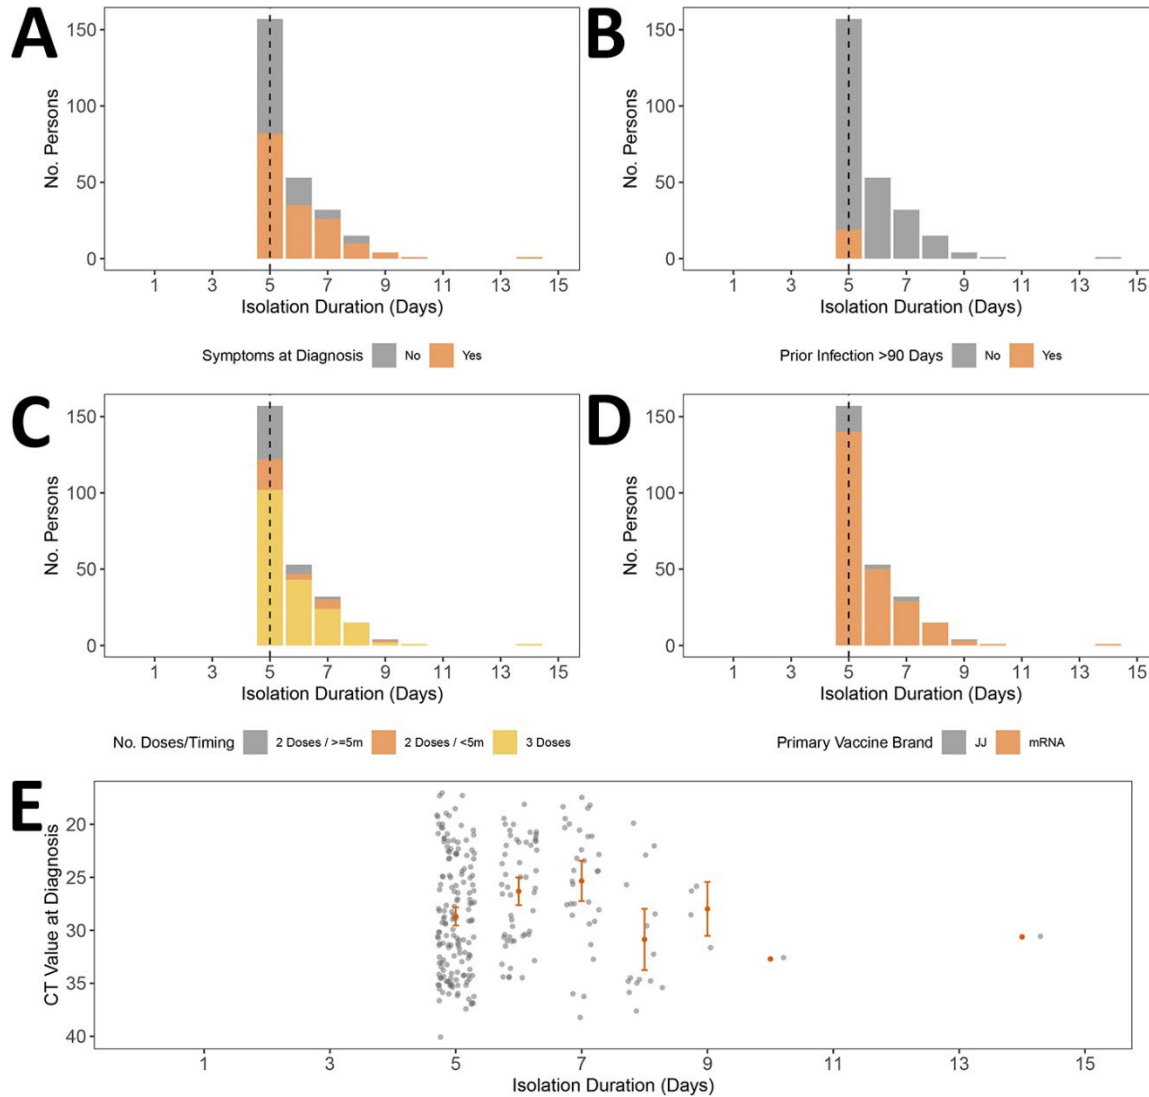 A
No. Persons
150
100
50
0
1 3 5 7 9 11 13 15
Isolation Duration (Days)
Symptoms at Diagnosis No Yes
B
No. Persons
150
100
50
0
1 3 5 7 9 11 13 15
Isolation Duration (Days)
Prior Infection >90 Days No Yes
C
No. Persons
150
100
50
0
1 3 5 7 9 11 13 15
Isolation Duration (Days)
No. Doses/Timing 2 Doses / >=5m 2 Doses / <5m 3 Doses
D
No. Persons
150
100
50
0
1 3 5 7 9 11 13 15
Isolation Duration (Days)
Primary Vaccine Brand JJ mRNA
E
CT Value at Diagnosis
20
25
30
35
40
1 3 5 7 9 11 13 15
Isolation Duration (Days)